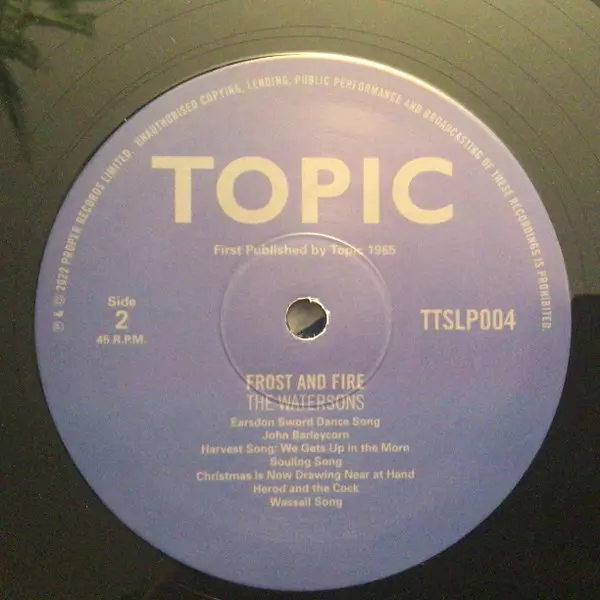 ℗ & © 2022 PROPER RECORDS LIMITED. UNAUTHORISED COPYING, LENDING, PUBLIC PERFORMANCE AND BROADCASTING OF THESE RECORDINGS IS PROHIBITED.
TOPIC
First Published by Topic 1965
Side
2
45 R.P.M.
TTSLP004
FROST AND FIRE
THE WATERSONS
Earsdon Sword Dance Song
John Barleycorn
Harvest Song: We Gets Up in the Morn
Souling Song
Christmas is Now Drawing Near at Hand
Herod and the Cock
Wassail Song